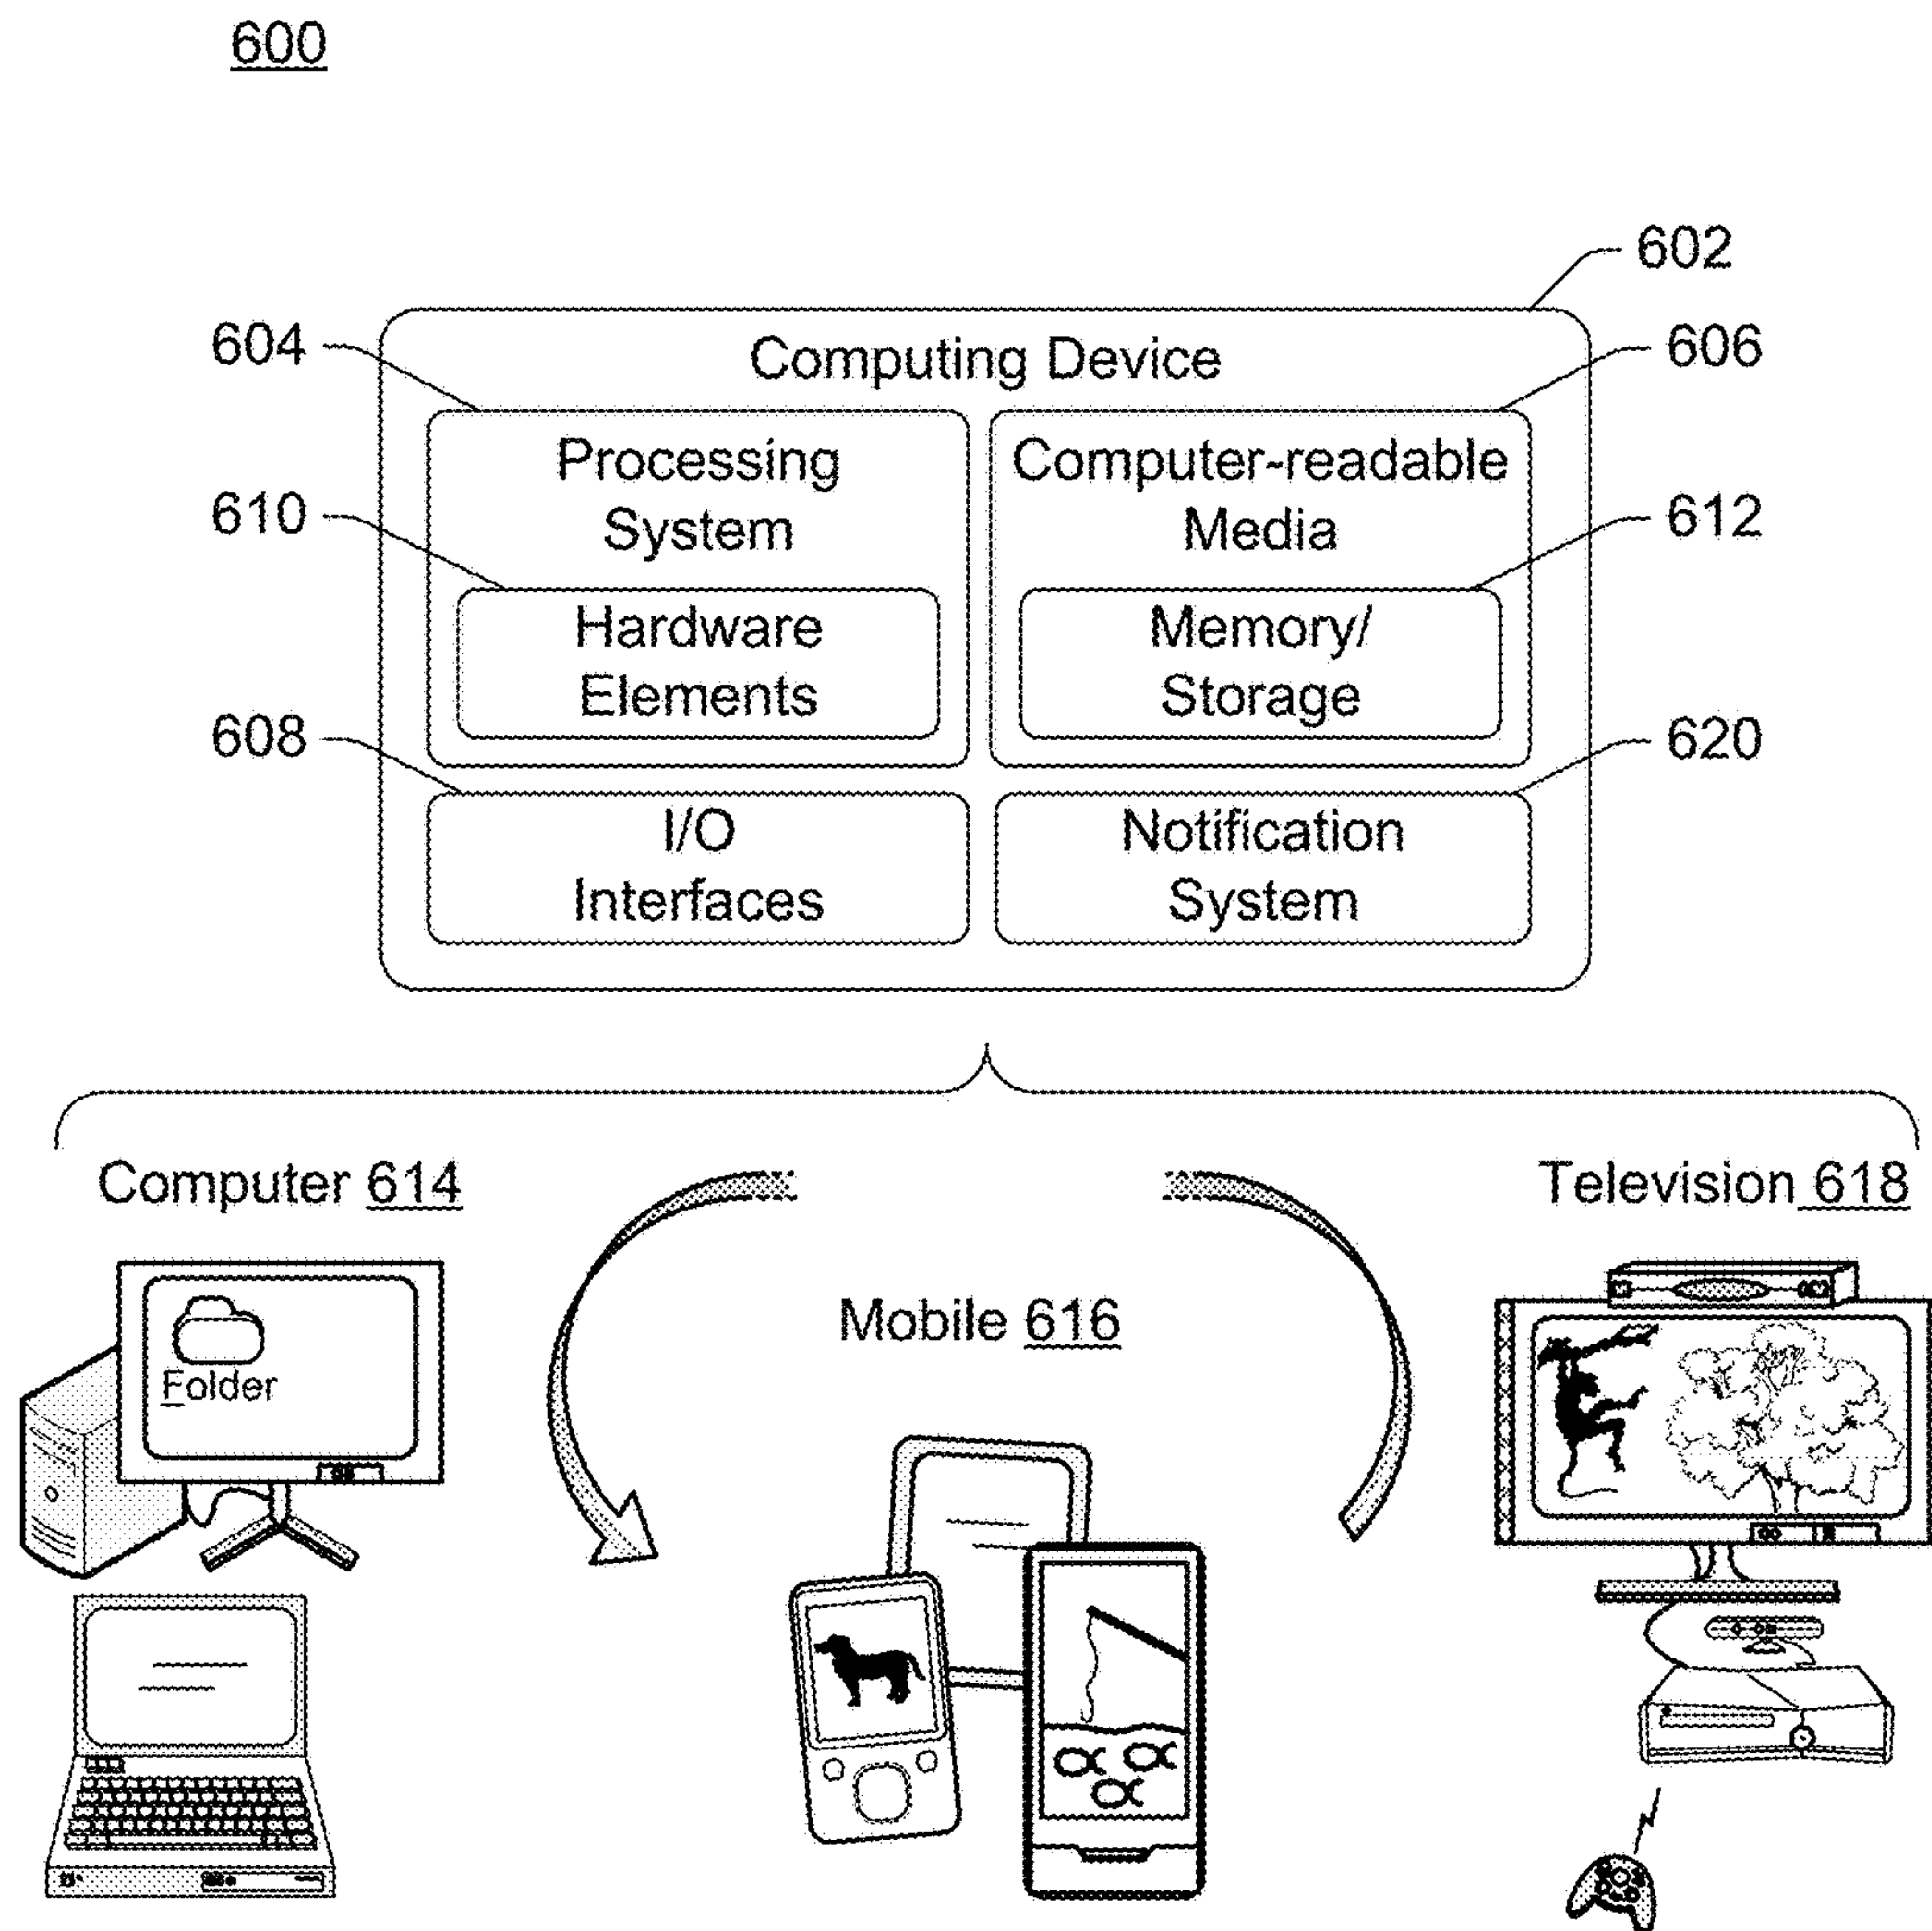 600
602
604
Computing Device
606
Processing
System
Computer-readable
Media
610
612
Hardware
Elements
Memory/
Storage
608
620
I/O
Interfaces
Notification
System
Computer 614
Television 618
Mobile 616
Folder